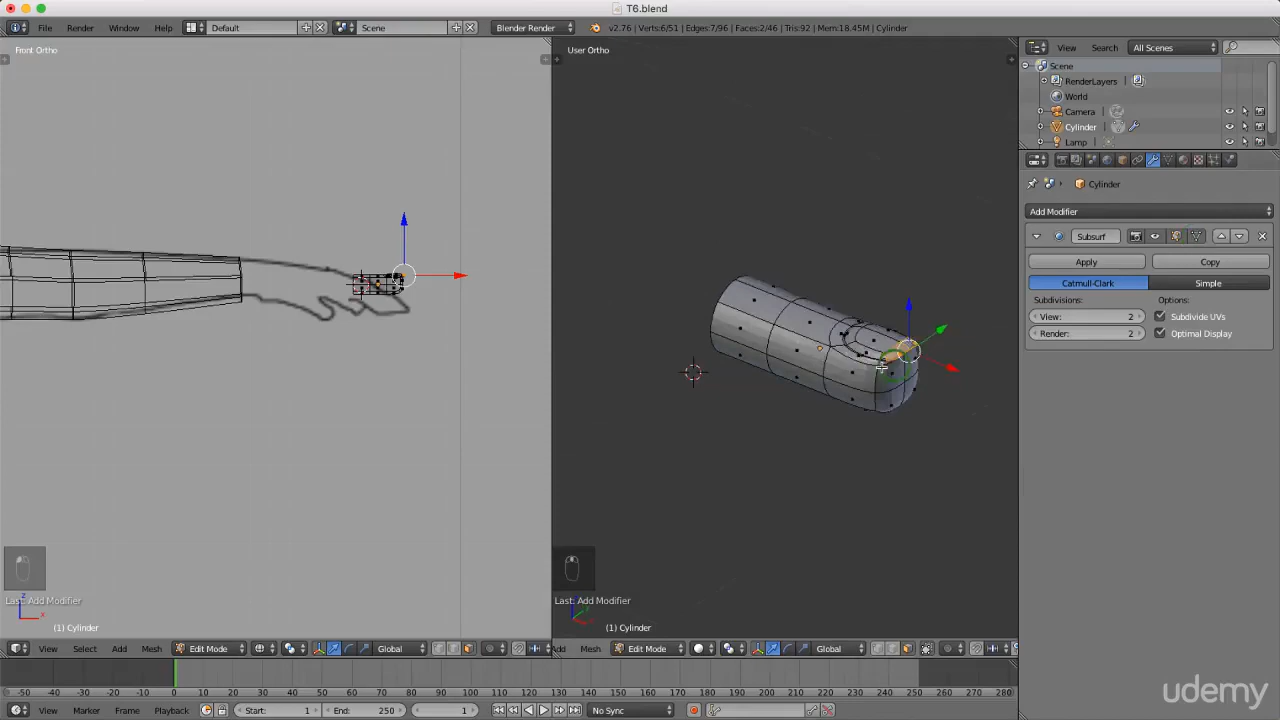 T6.blend
File Render Window Help Default Scene Blender Render v2.76 | Verts:6/51 | Edges:7/96 | Faces:2/46 | Tris:92 | Mem:18.45M | Cylinder
Front Ortho
User Ortho
View Search All Scenes
Scene
RenderLayers
World
Camera
Cylinder
Lamp
Cylinder
Add Modifier
Subsurf
Apply Copy
Catmull-Clark Simple
Subdivisions: Options:
View: 2 Subdivide UVs
Render: 2 Optimal Display
Last: Add Modifier
Last: Add Modifier
z
x
(1) Cylinder
(1) Cylinder
View Select Add Mesh Edit Mode Global
Add Mesh Edit Mode Global
-50 -40 -30 -20 -10 0 10 20 30 40 50 60 70 80 90 100 110 120 130 140 150 160 170 180 190 200 210 220 230 240 250 260 270 280
View Marker Frame Playback Start: 1 End: 250 1 No Sync
udemy